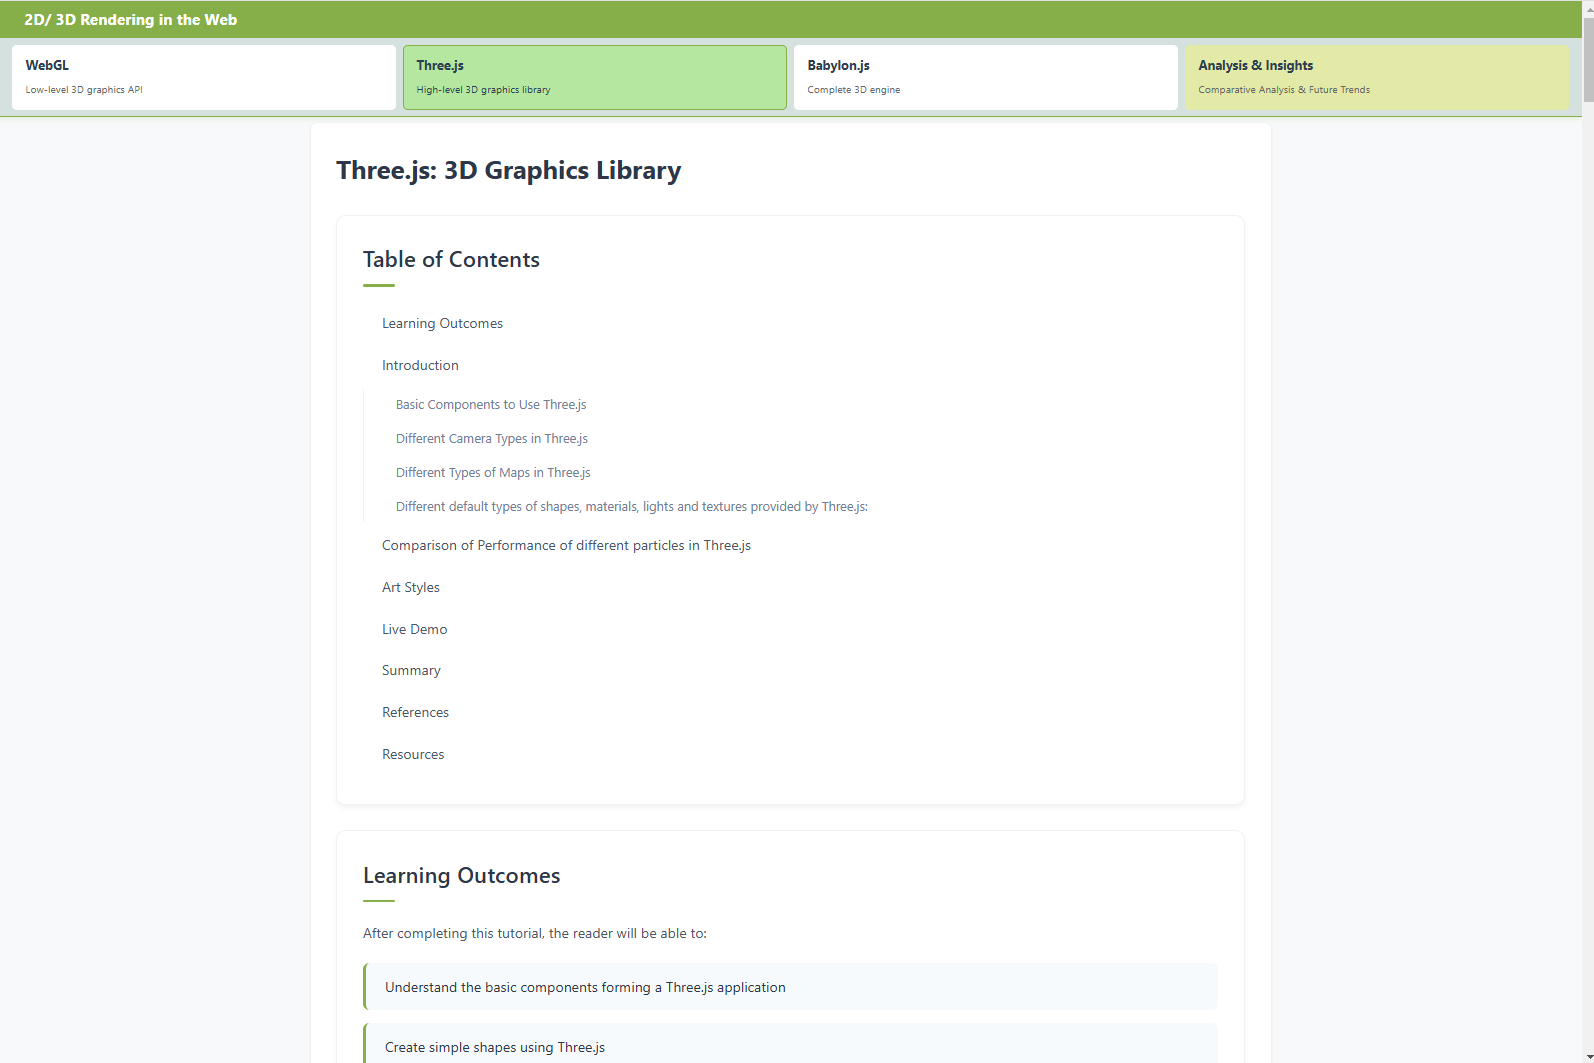 2D/ 3D Rendering in the Web
WebGL
Low-level 3D graphics API
Three.js
High-level 3D graphics library
Babylon.js
Complete 3D engine
Analysis & Insights
Comparative Analysis & Future Trends
Three.js: 3D Graphics Library
Table of Contents
Learning Outcomes
Introduction
Basic Components to Use Three.js
Different Camera Types in Three.js
Different Types of Maps in Three.js
Different default types of shapes, materials, lights and textures provided by Three.js:
Comparison of Performance of different particles in Three.js
Art Styles
Live Demo
Summary
References
Resources
Learning Outcomes
After completing this tutorial, the reader will be able to:
Understand the basic components forming a Three.js application
Create simple shapes using Three.js